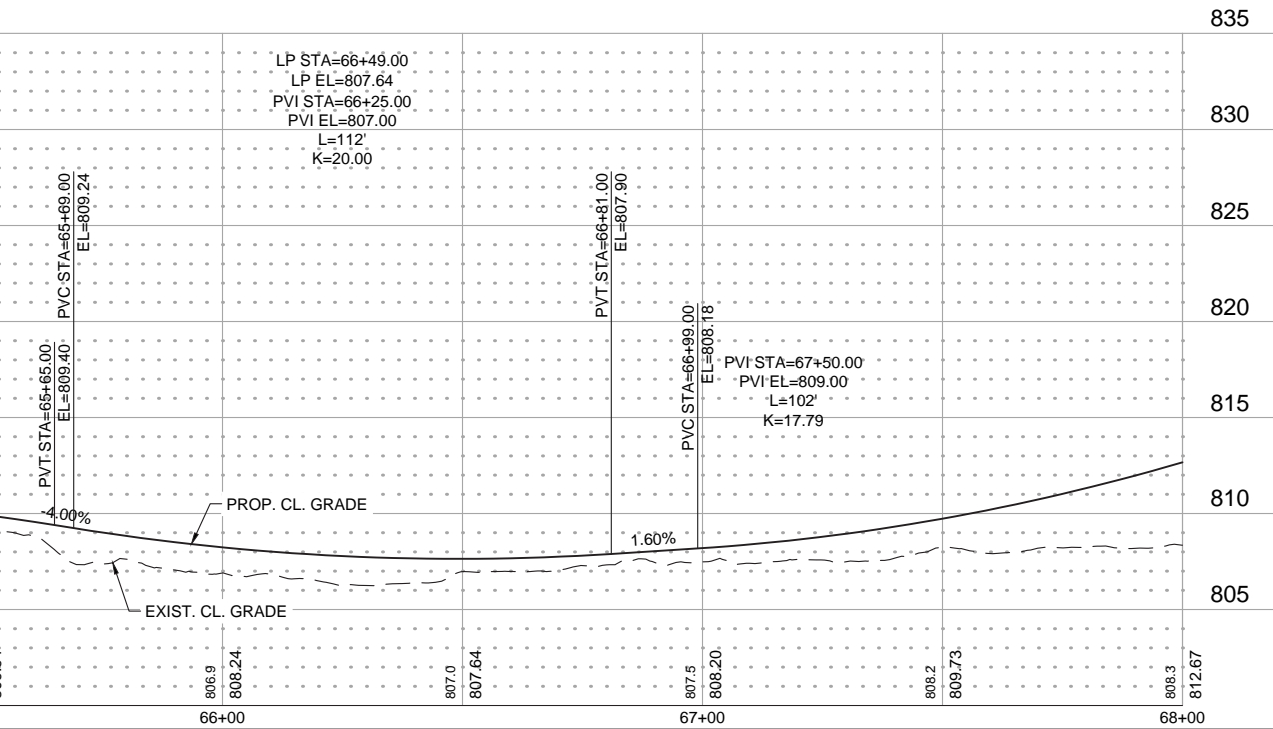 835
LP STA=66+49.00
LP EL=807.64
PVI STA=66+25.00
PVI EL=807.00
L=112'
K=20.00
830
PVC STA=65+69.00
EL=809.24
PVT STA=66+81.00
EL=807.90
825
820
PVT STA=65+65.00
EL=809.40
PVC STA=66+99.00
EL=808.18
PVI STA=67+50.00
PVI EL=809.00
L=102'
K=17.79
815
-4.00%
PROP. CL. GRADE
1.60%
810
EXIST. CL. GRADE
805
806.9
808.24
807.0
807.64
807.5
808.20
808.2
809.73
808.3
812.67
66+00
67+00
68+00